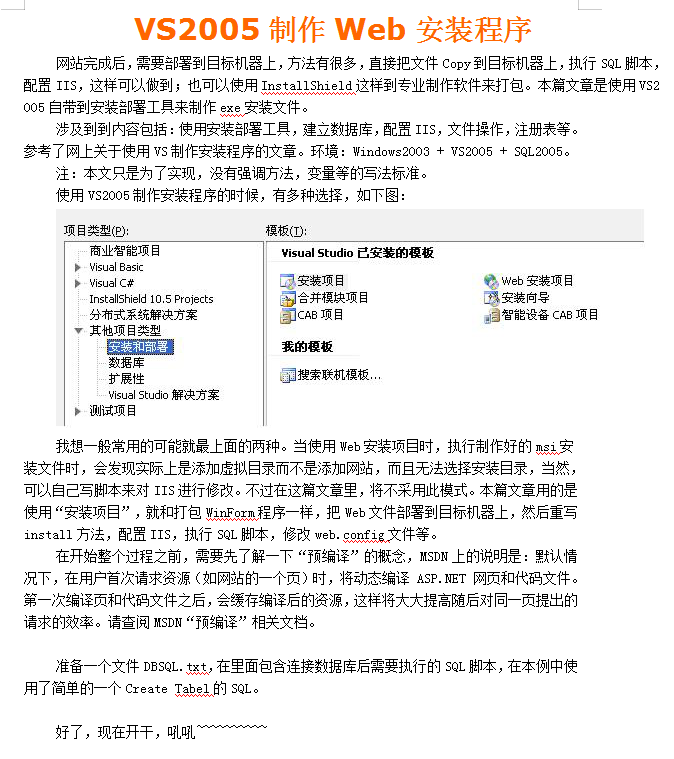 VS2005 制作 Web 安装程序
网站完成后，需要部署到目标机器上，方法有很多，直接把文件 Copy 到目标机器上，执行 SQL 脚本，
配置 IIS，这样可以做到；也可以使用 InstallShield 这样到专业制作软件来打包。本篇文章是使用 VS2
005 自带到安装部署工具来制作 exe 安装文件。
涉及到到内容包括：使用安装部署工具，建立数据库，配置 IIS，文件操作，注册表等。
参考了网上关于使用 VS 制作安装程序的文章。环境：Windows2003 + VS2005 + SQL2005。
注：本文只是为了实现，没有强调方法，变量等的写法标准。
使用 VS2005 制作安装程序的时候，有多种选择，如下图：
项目类型(P):
商业智能项目
Visual Basic
Visual C#
InstallShield 10.5 Projects
分布式系统解决方案
其他项目类型
安装和部署
数据库
扩展性
Visual Studio 解决方案
测试项目
模板(T):
Visual Studio 已安装的模板
安装项目 Web 安装项目
合并模块项目 安装向导
CAB 项目 智能设备 CAB 项目
我的模板
搜索联机模板...
我想一般常用的可能就最上面的两种。当使用 Web 安装项目时，执行制作好的 msi 安
装文件时，会发现实际上是添加虚拟目录而不是添加网站，而且无法选择安装目录，当然，
可以自己写脚本来对 IIS 进行修改。不过在这篇文章里，将不采用此模式。本篇文章用的是
使用“安装项目”，就和打包 WinForm 程序一样，把 Web 文件部署到目标机器上，然后重写
install 方法，配置 IIS，执行 SQL 脚本，修改 web.config 文件等。
在开始整个过程之前，需要先了解一下“预编译”的概念，MSDN 上的说明是：默认情
况下，在用户首次请求资源（如网站的一个页）时，将动态编译 ASP.NET 网页和代码文件。
第一次编译页和代码文件之后，会缓存编译后的资源，这样将大大提高随后对同一页提出的
请求的效率。请查阅 MSDN“预编译”相关文档。
准备一个文件 DBSQL.txt，在里面包含连接数据库后需要执行的 SQL 脚本，在本例中使
用了简单的一个 Create Tabel 的 SQL。
好了，现在开干，吼吼~~~~~~~~~~~